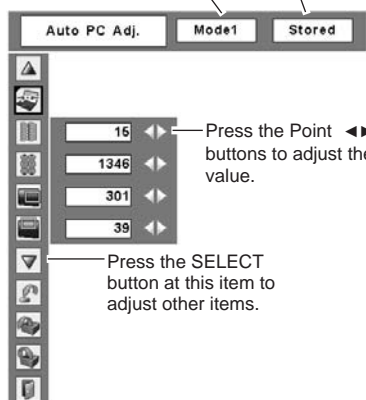 Auto PC Adj. Mode1 Stored
15
Press the Point ◄►
1346
buttons to adjust the
301
value.
39
Press the SELECT
button at this item to
adjust other items.